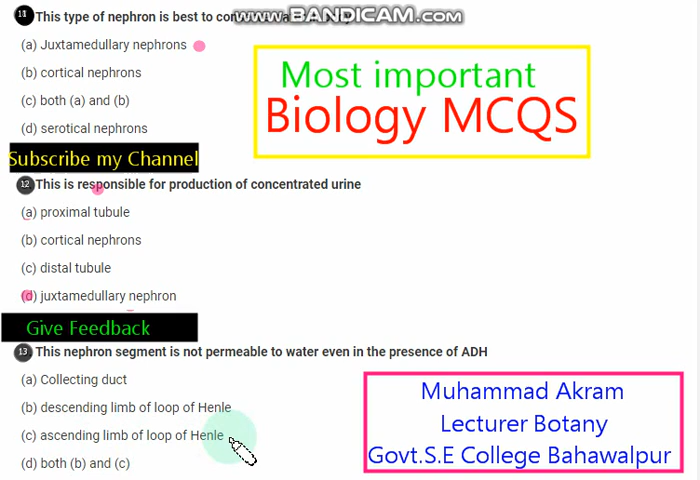 www.BANDICAM.com
11 This type of nephron is best to con
(a) Juxtamedullary nephrons
(b) cortical nephrons
(c) both (a) and (b)
(d) serotical nephrons
Most important
Biology MCQS
Subscribe my Channel
12 This is responsible for production of concentrated urine
(a) proximal tubule
(b) cortical nephrons
(c) distal tubule
(d) juxtamedullary nephron
Give Feedback
13. This nephron segment is not permeable to water even in the presence of ADH
(a) Collecting duct
(b) descending limb of loop of Henle
(c) ascending limb of loop of Henle
(d) both (b) and (c)
Muhammad Akram
Lecturer Botany
Govt.S.E College Bahawalpur